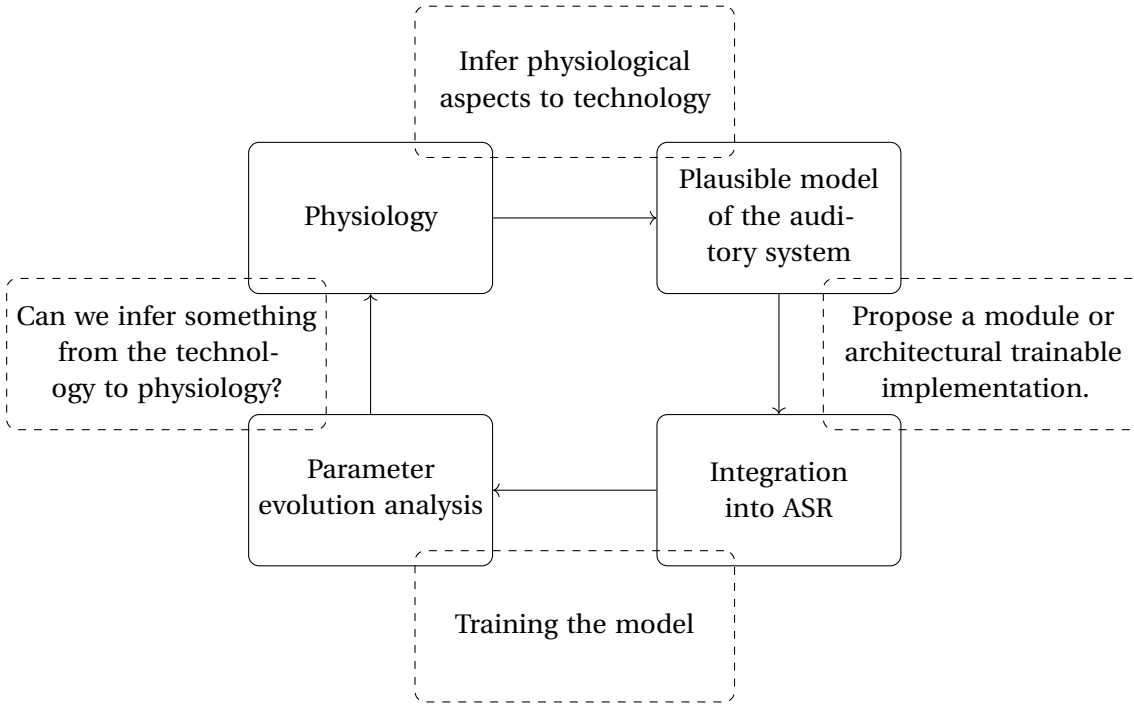 Infer physiological
aspects to technology
Physiology
Plausible model
of the audi-
tory system
Can we infer something
from the technol-
ogy to physiology?
Propose a module or
architectural trainable
implementation.
Parameter
evolution analysis
Integration
into ASR
Training the model